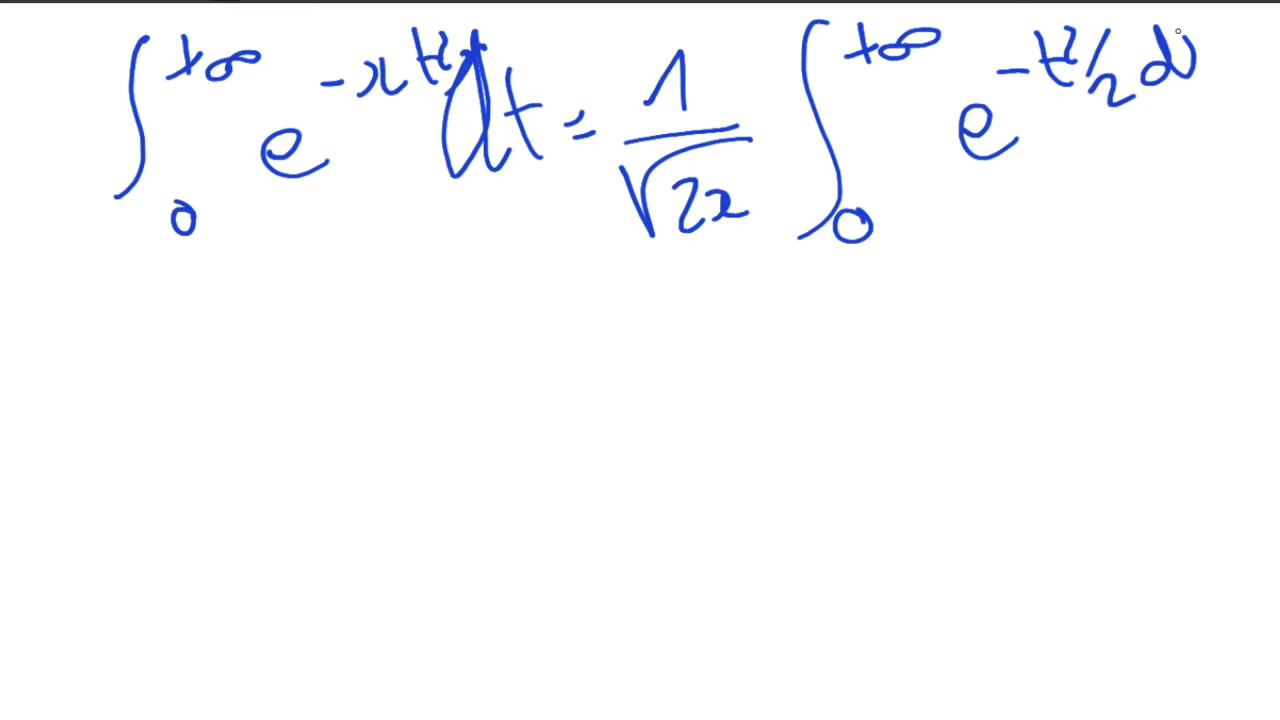 ∫₀^{+∞} e^{-xt²} dt = 1/√(2x) ∫₀^{+∞} e^{-t²/2} d